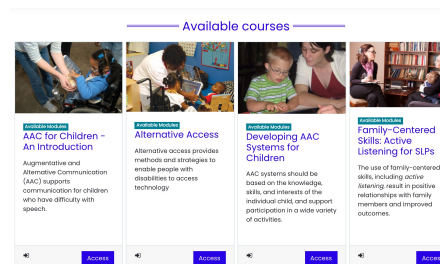 Available courses
Available Modules
AAC for Children -
An Introduction
Augmentative and
Alternative Communication
(AAC) supports
communication for children
who have difficulty with
speech.
Access
Available Modules
Alternative Access
Alternative access provides
methods and strategies to
enable people with
disabilities to access
technology
Access
Available Modules
Developing AAC
Systems for
Children
AAC systems should be
based on the knowledge,
skills, and interests of the
individual child, and support
participation in a wide variety
of activities.
Access
Available Modules
Family-Centered
Skills: Active
Listening for SLPs
The use of family-centered
skills, including active
listening, result in positive
relationships with family
members and improved
outcomes.
Access